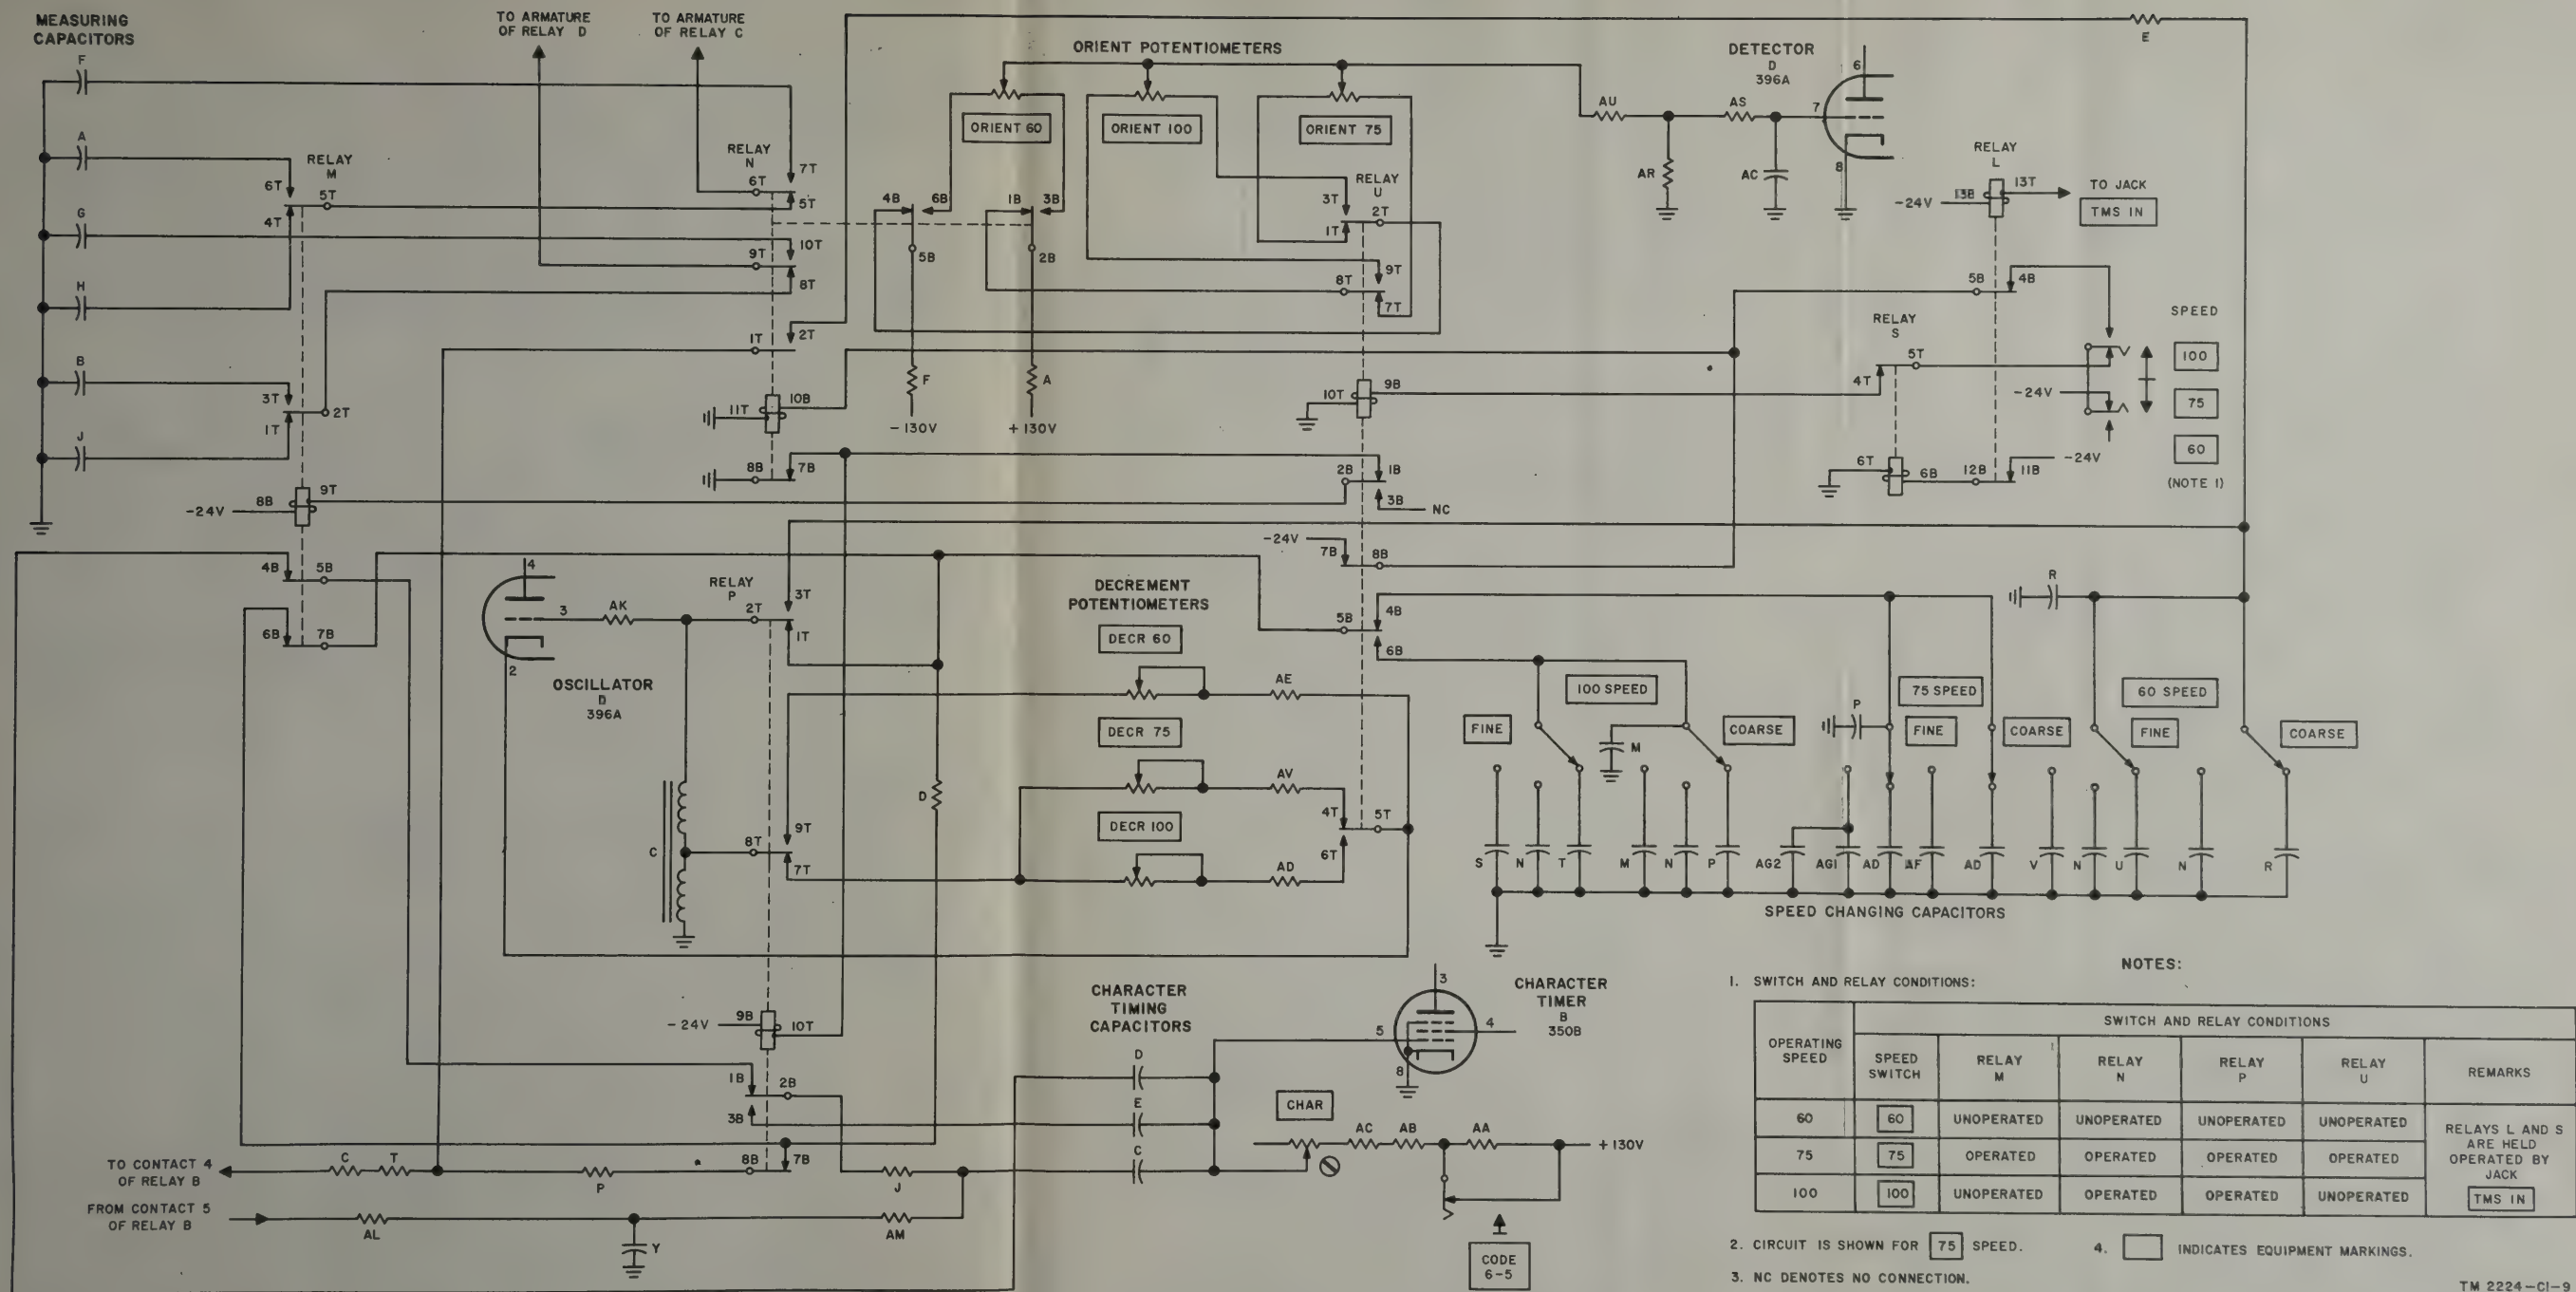 MEASURING
CAPACITORS
TO ARMATURE
OF RELAY D
TO ARMATURE
OF RELAY C
ORIENT POTENTIOMETERS
DETECTOR
D
396A
E
F
A
G
H
B
J
RELAY
M
6T
5T
4T
3T
2T
1T
8B
9T
-24V
4B
5B
6B
7B
RELAY
N
7T
6T
5T
10T
9T
8T
1T
2T
11T
10B
8B
7B
ORIENT 60
ORIENT 100
ORIENT 75
4B
6B
1B
3B
5B
2B
F
A
-130V
+130V
RELAY
U
3T
2T
1T
9T
8T
7T
10T
9B
2B
1B
3B
NC
-24V
7B
8B
5B
4B
6B
AU
AS
AR
AC
6
7
8
RELAY
L
-24V
13B
13T
TO JACK
TMS IN
5B
4B
RELAY
S
5T
4T
6T
6B
12B
11B
-24V
-24V
SPEED
100
75
60
(NOTE 1)
4
3
2
AK
OSCILLATOR
D
396A
RELAY
P
2T
3T
1T
C
8T
9T
7T
D
DECREMENT
POTENTIOMETERS
DECR 60
AE
DECR 75
AV
DECR 100
AD
4T
5T
6T
R
100 SPEED
75 SPEED
60 SPEED
FINE
M
COARSE
P
FINE
COARSE
FINE
COARSE
S
N
T
M
N
P
AG2
AG1
AD
AF
AD
V
N
U
N
R
SPEED CHANGING CAPACITORS
-24V
9B
10T
1B
2B
3B
8B
7B
CHARACTER
TIMING
CAPACITORS
D
E
C
3
5
4
8
CHARACTER
TIMER
B
350B
CHAR
AC
AB
AA
+130V
CODE
6-5
TO CONTACT 4
OF RELAY B
C
T
P
J
FROM CONTACT 5
OF RELAY B
AL
Y
AM
NOTES:
1. SWITCH AND RELAY CONDITIONS:
OPERATING
SPEED
SWITCH AND RELAY CONDITIONS
SPEED
SWITCH
RELAY
M
RELAY
N
RELAY
P
RELAY
U
REMARKS
60 60 UNOPERATED UNOPERATED UNOPERATED UNOPERATED
75 75 OPERATED OPERATED OPERATED OPERATED
100 100 UNOPERATED OPERATED OPERATED UNOPERATED
RELAYS L AND S
ARE HELD
OPERATED BY
JACK
TMS IN
2. CIRCUIT IS SHOWN FOR 75 SPEED.
4. INDICATES EQUIPMENT MARKINGS.
3. NC DENOTES NO CONNECTION.
TM 2224-C1-9